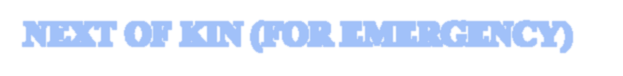 NEXT OF KIN (FOR EMERGENCY)